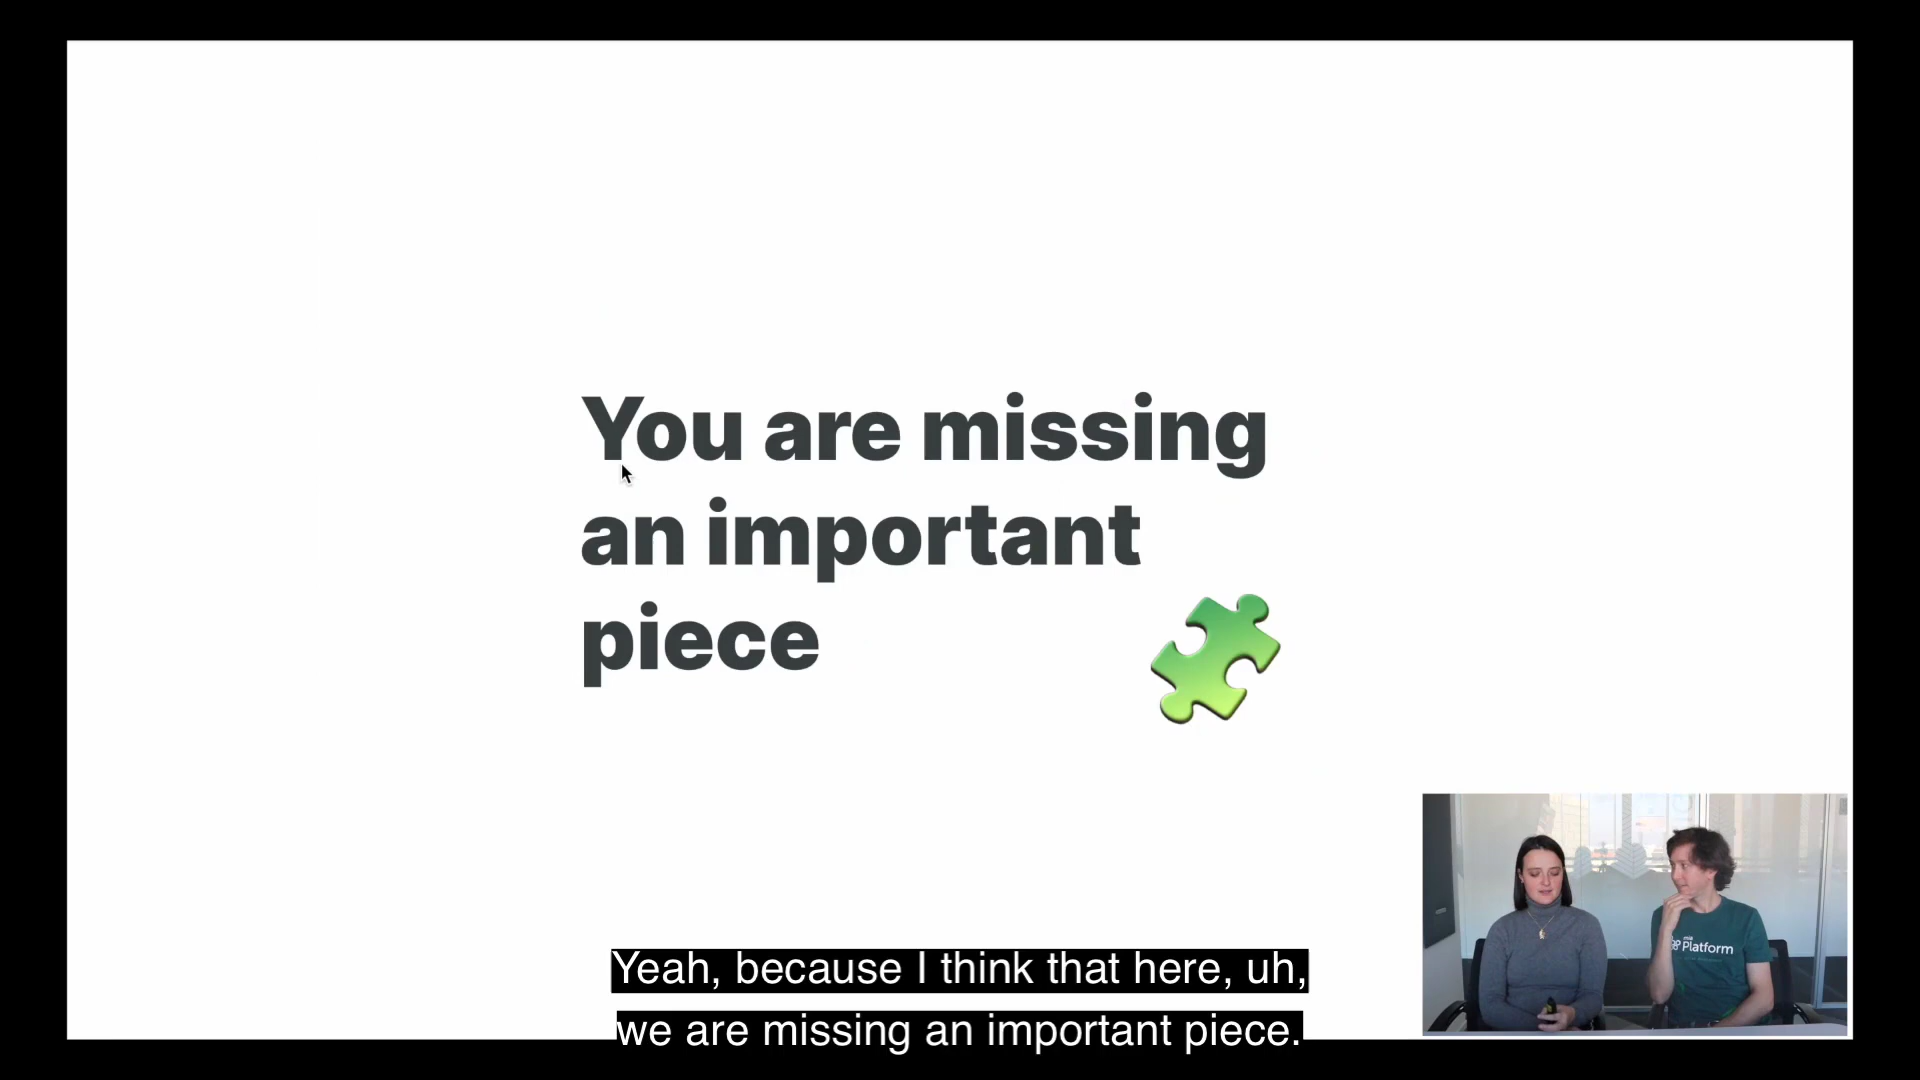 You are missing
an important
piece
mia
Platform
Yeah, because I think that here, uh,
we are missing an important piece.